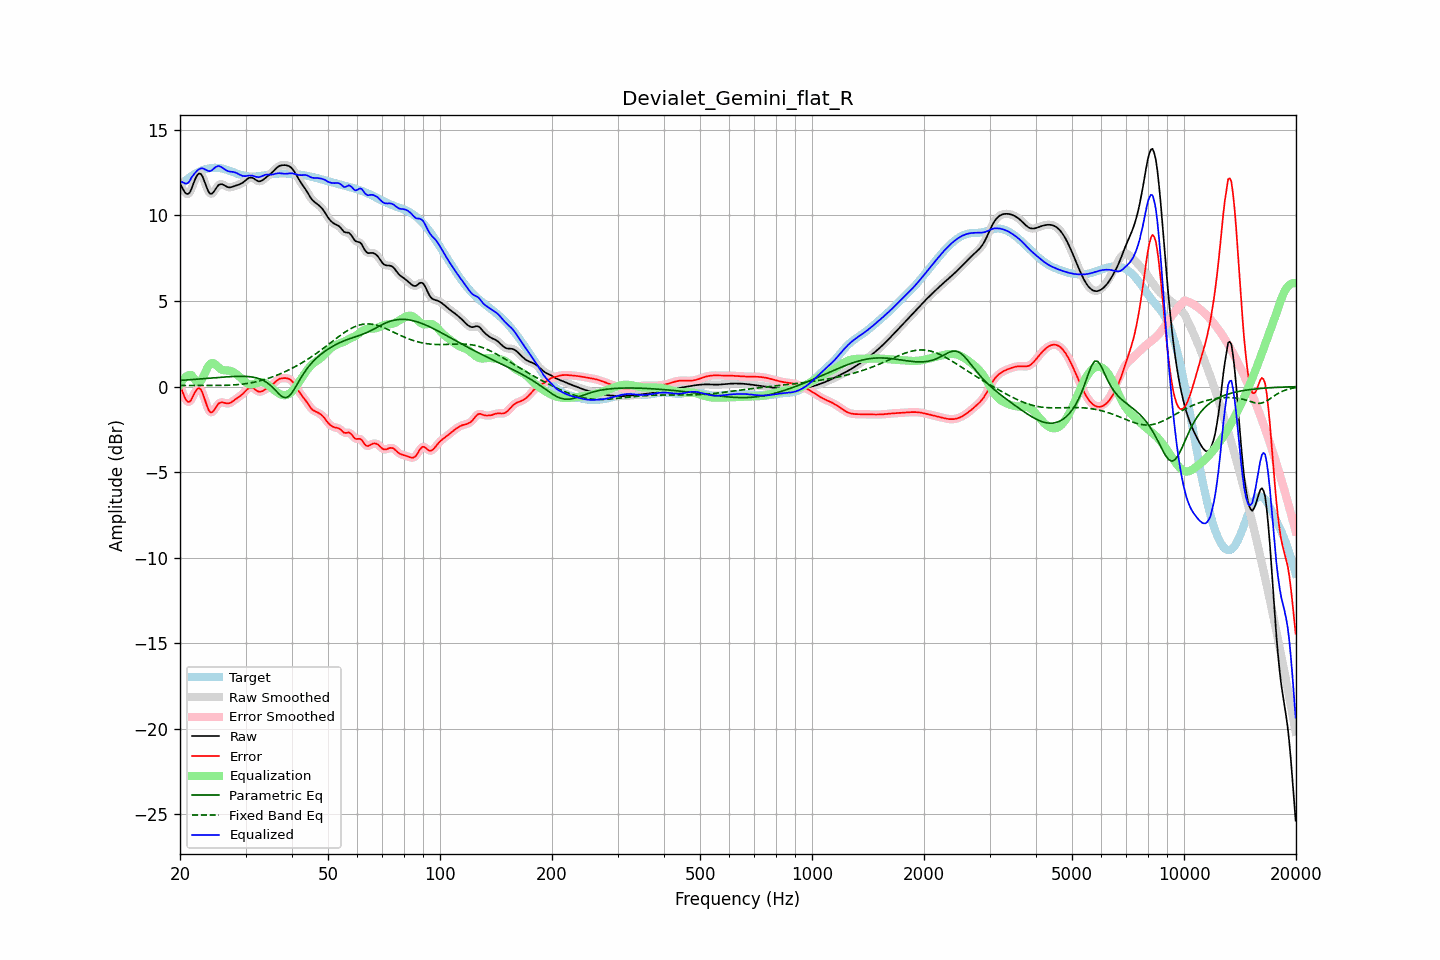 Devialet_Gemini_flat_R
Amplitude (dBr)
15
10
5
0
−5
−10
−15
−20
−25
Target
Raw Smoothed
Error Smoothed
Raw
Error
Equalization
Parametric Eq
Fixed Band Eq
Equalized
20 50 100 200 500 1000 2000 5000 10000 20000
Frequency (Hz)